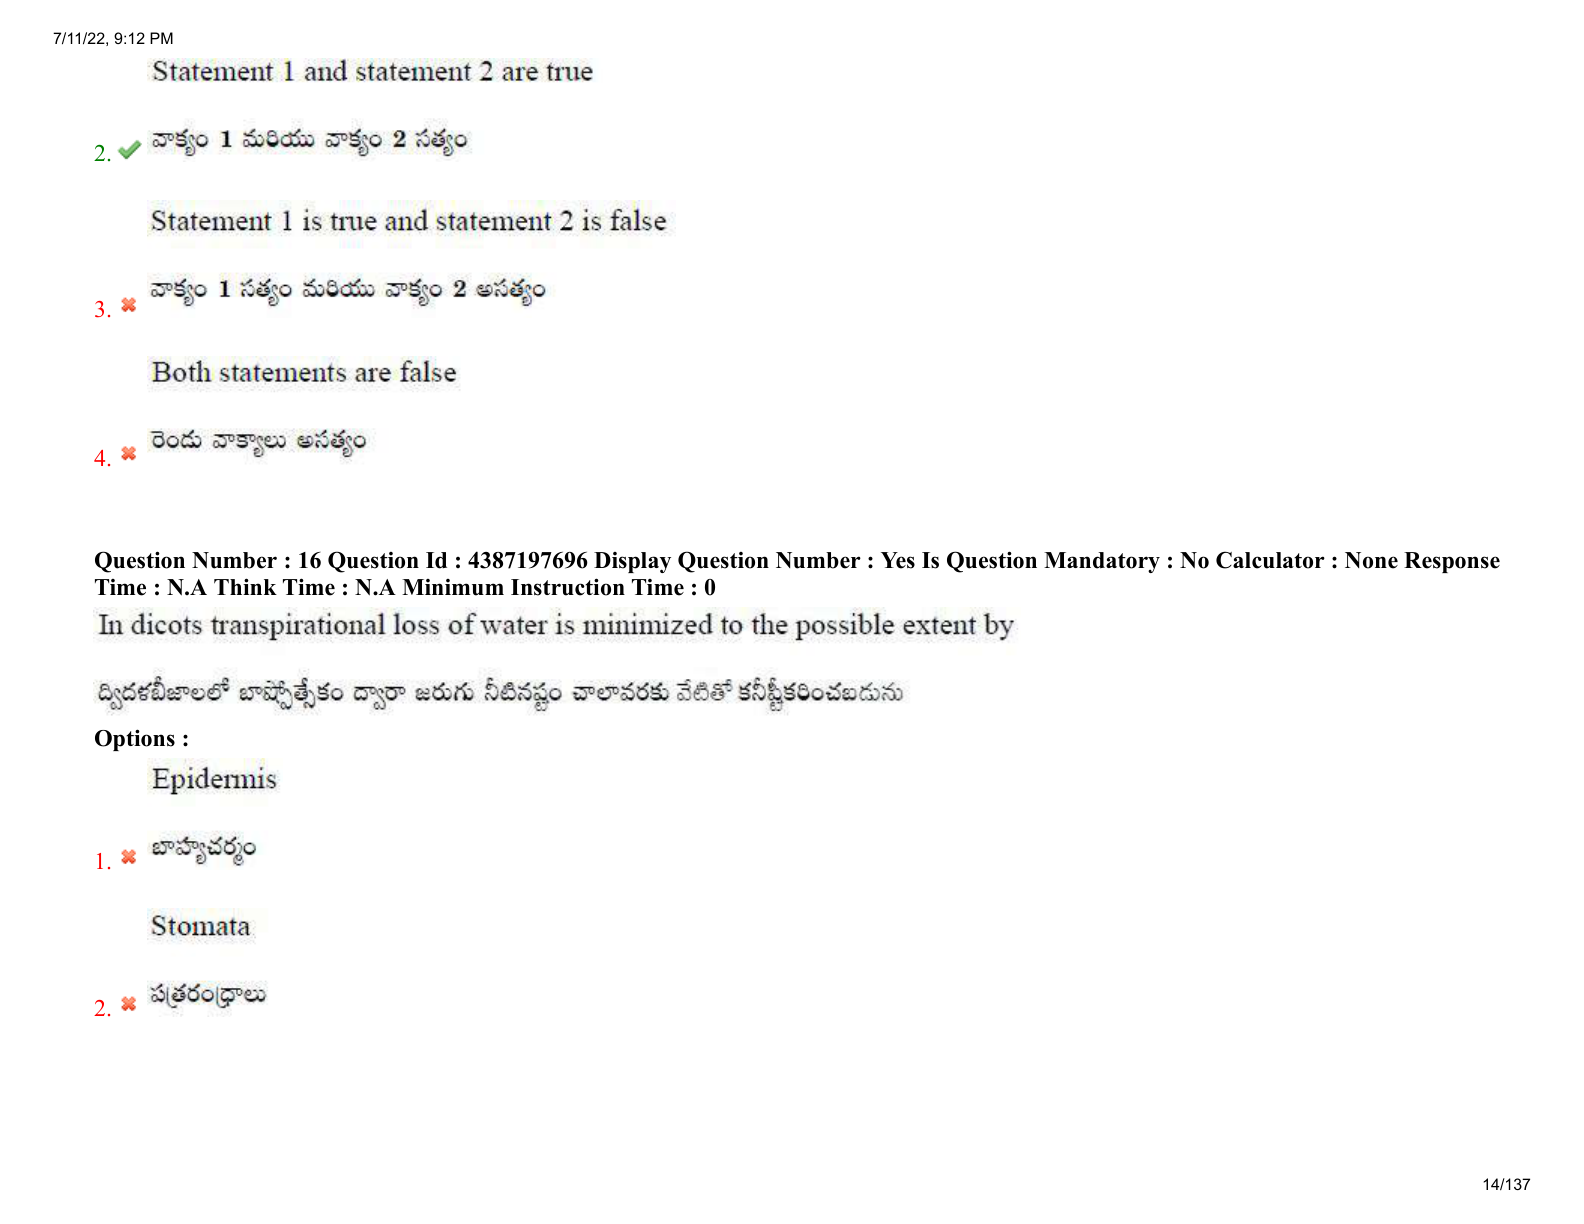 7/11/22, 9:12 PM
Statement 1 and statement 2 are true
2. వాక్యం 1 మరియు వాక్యం 2 సత్యం
Statement 1 is true and statement 2 is false
3. వాక్యం 1 సత్యం మరియు వాక్యం 2 అసత్యం
Both statements are false
4. రెండు వాక్యాలు అసత్యం
Question Number : 16 Question Id : 4387197696 Display Question Number : Yes Is Question Mandatory : No Calculator : None Response
Time : N.A Think Time : N.A Minimum Instruction Time : 0
In dicots transpirational loss of water is minimized to the possible extent by
ద్విదళబీజాలలో బాష్పోత్సేకం ద్వారా జరుగు నీటినష్టం చాలావరకు వేటితో కనీష్టీకరించబడును
Options :
Epidermis
1. బాహ్యచర్మం
Stomata
2. పత్రరంధ్రాలు
14/137